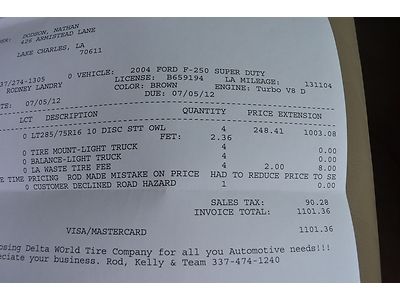 MER: DODSON, NATHAN
426 ARMISTEAD LANE
LAKE CHARLES, LA
70611
37/274-1305
0 VEHICLE: 2004 FORD F-250 SUPER DUTY
RODNEY LANDRY LICENSE: B659194 LA MILEAGE: 131104
COLOR: BROWN ENGINE: Turbo V8 D
ATE: 07/05/12 DUE: 07/05/12
LCT DESCRIPTION QUANTITY PRICE EXTENSION
0 LT285/75R16 10 DISC STT OWL 4 248.41 1003.08
FET: 2.36
0 TIRE MOUNT-LIGHT TRUCK 4 0.00
0 BALANCE-LIGHT TRUCK 4 0.00
0 LA WASTE TIRE FEE 4 2.00 8.00
E TIME PRICING ROD MADE MISTAKE ON PRICE HAD TO REDUCE PRICE TO SE
0 CUSTOMER DECLINED ROAD HAZARD 1 0.00
SALES TAX: 90.28
INVOICE TOTAL: 1101.36
VISA/MASTERCARD 1101.36
osing Delta World Tire Company for all you Automotive needs!!!
eciate your business. Rod, Kelly & Team 337-474-1240